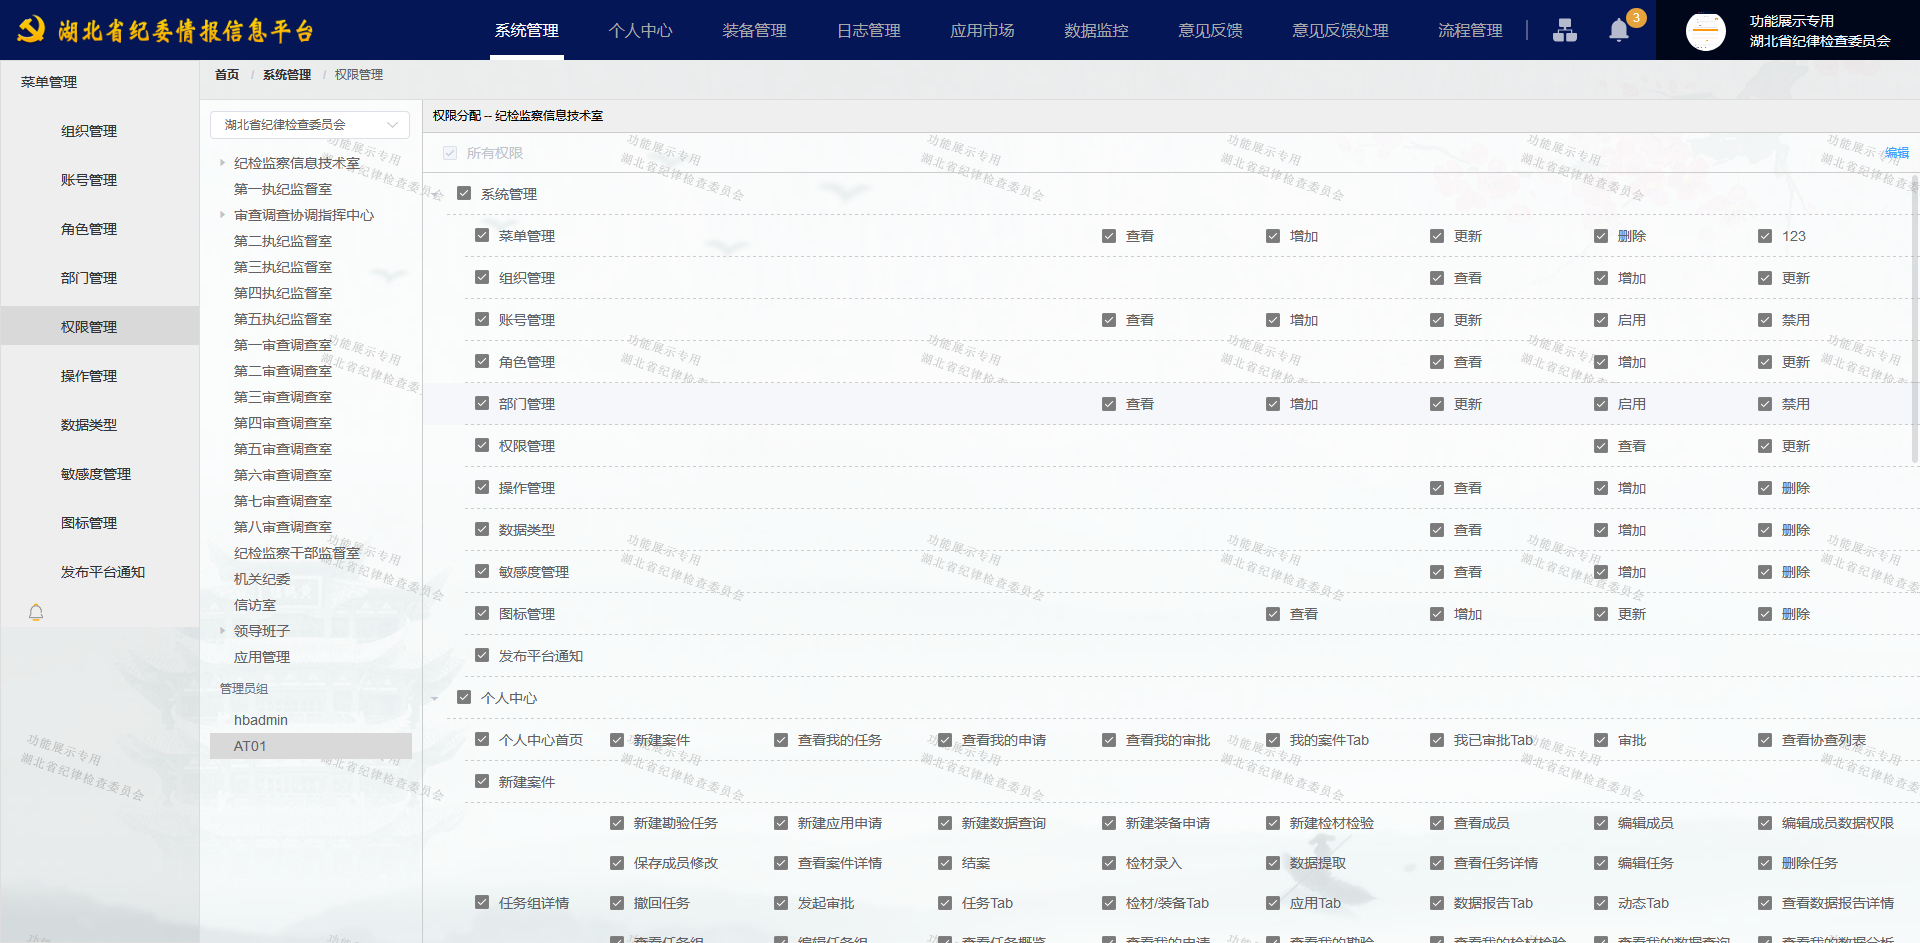 湖北省纪委情报信息平台
系统管理 个人中心 装备管理 日志管理 应用市场 数据监控 意见反馈 意见反馈处理 流程管理
3
功能展示专用
湖北省纪律检查委员会
首页 / 系统管理 / 权限管理
菜单管理
组织管理
账号管理
角色管理
部门管理
权限管理
操作管理
数据类型
敏感度管理
图标管理
发布平台通知
湖北省纪律检查委员会
纪检监察信息技术室
第一执纪监督室
审查调查协调指挥中心
第二执纪监督室
第三执纪监督室
第四执纪监督室
第五执纪监督室
第一审查调查室
第二审查调查室
第三审查调查室
第四审查调查室
第五审查调查室
第六审查调查室
第七审查调查室
第八审查调查室
纪检监察干部监督室
机关纪委
信访室
领导班子
应用管理
管理员组
hbadmin
AT01
权限分配 -- 纪检监察信息技术室
所有权限 编辑
系统管理
菜单管理 查看 增加 更新 删除 123
组织管理 查看 增加 更新
账号管理 查看 增加 更新 启用 禁用
角色管理 查看 增加 更新
部门管理 查看 增加 更新 启用 禁用
权限管理 查看 更新
操作管理 查看 增加 删除
数据类型 查看 增加 删除
敏感度管理 查看 增加 删除
图标管理 查看 增加 更新 删除
发布平台通知
个人中心
个人中心首页 新建案件 查看我的任务 查看我的申请 查看我的审批 我的案件Tab 我已审批Tab 审批 查看协查列表
新建案件
新建勘验任务 新建应用申请 新建数据查询 新建装备申请 新建检材检验 查看成员 编辑成员 编辑成员数据权限
保存成员修改 查看案件详情 结案 检材录入 数据提取 查看任务详情 编辑任务 删除任务
任务组详情 撤回任务 发起审批 任务Tab 检材/装备Tab 应用Tab 数据报告Tab 动态Tab 查看数据报告详情
功能展示专用
湖北省纪律检查委员会